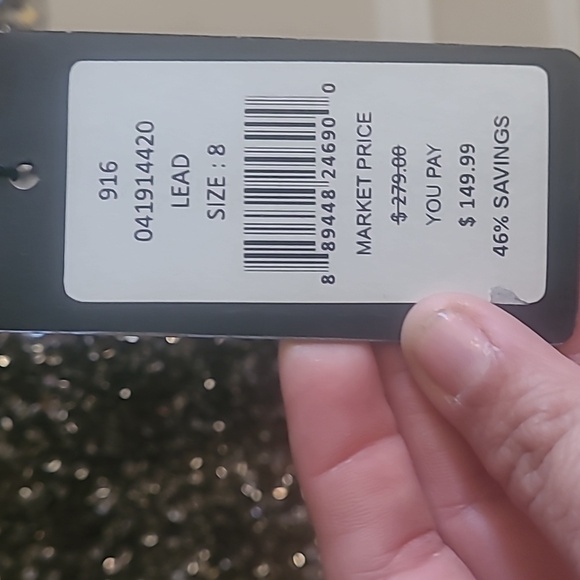 916
041914420
LEAD
SIZE : 8
8 89448 24690 0
MARKET PRICE
$ 279.00
YOU PAY
$ 149.99
46% SAVINGS